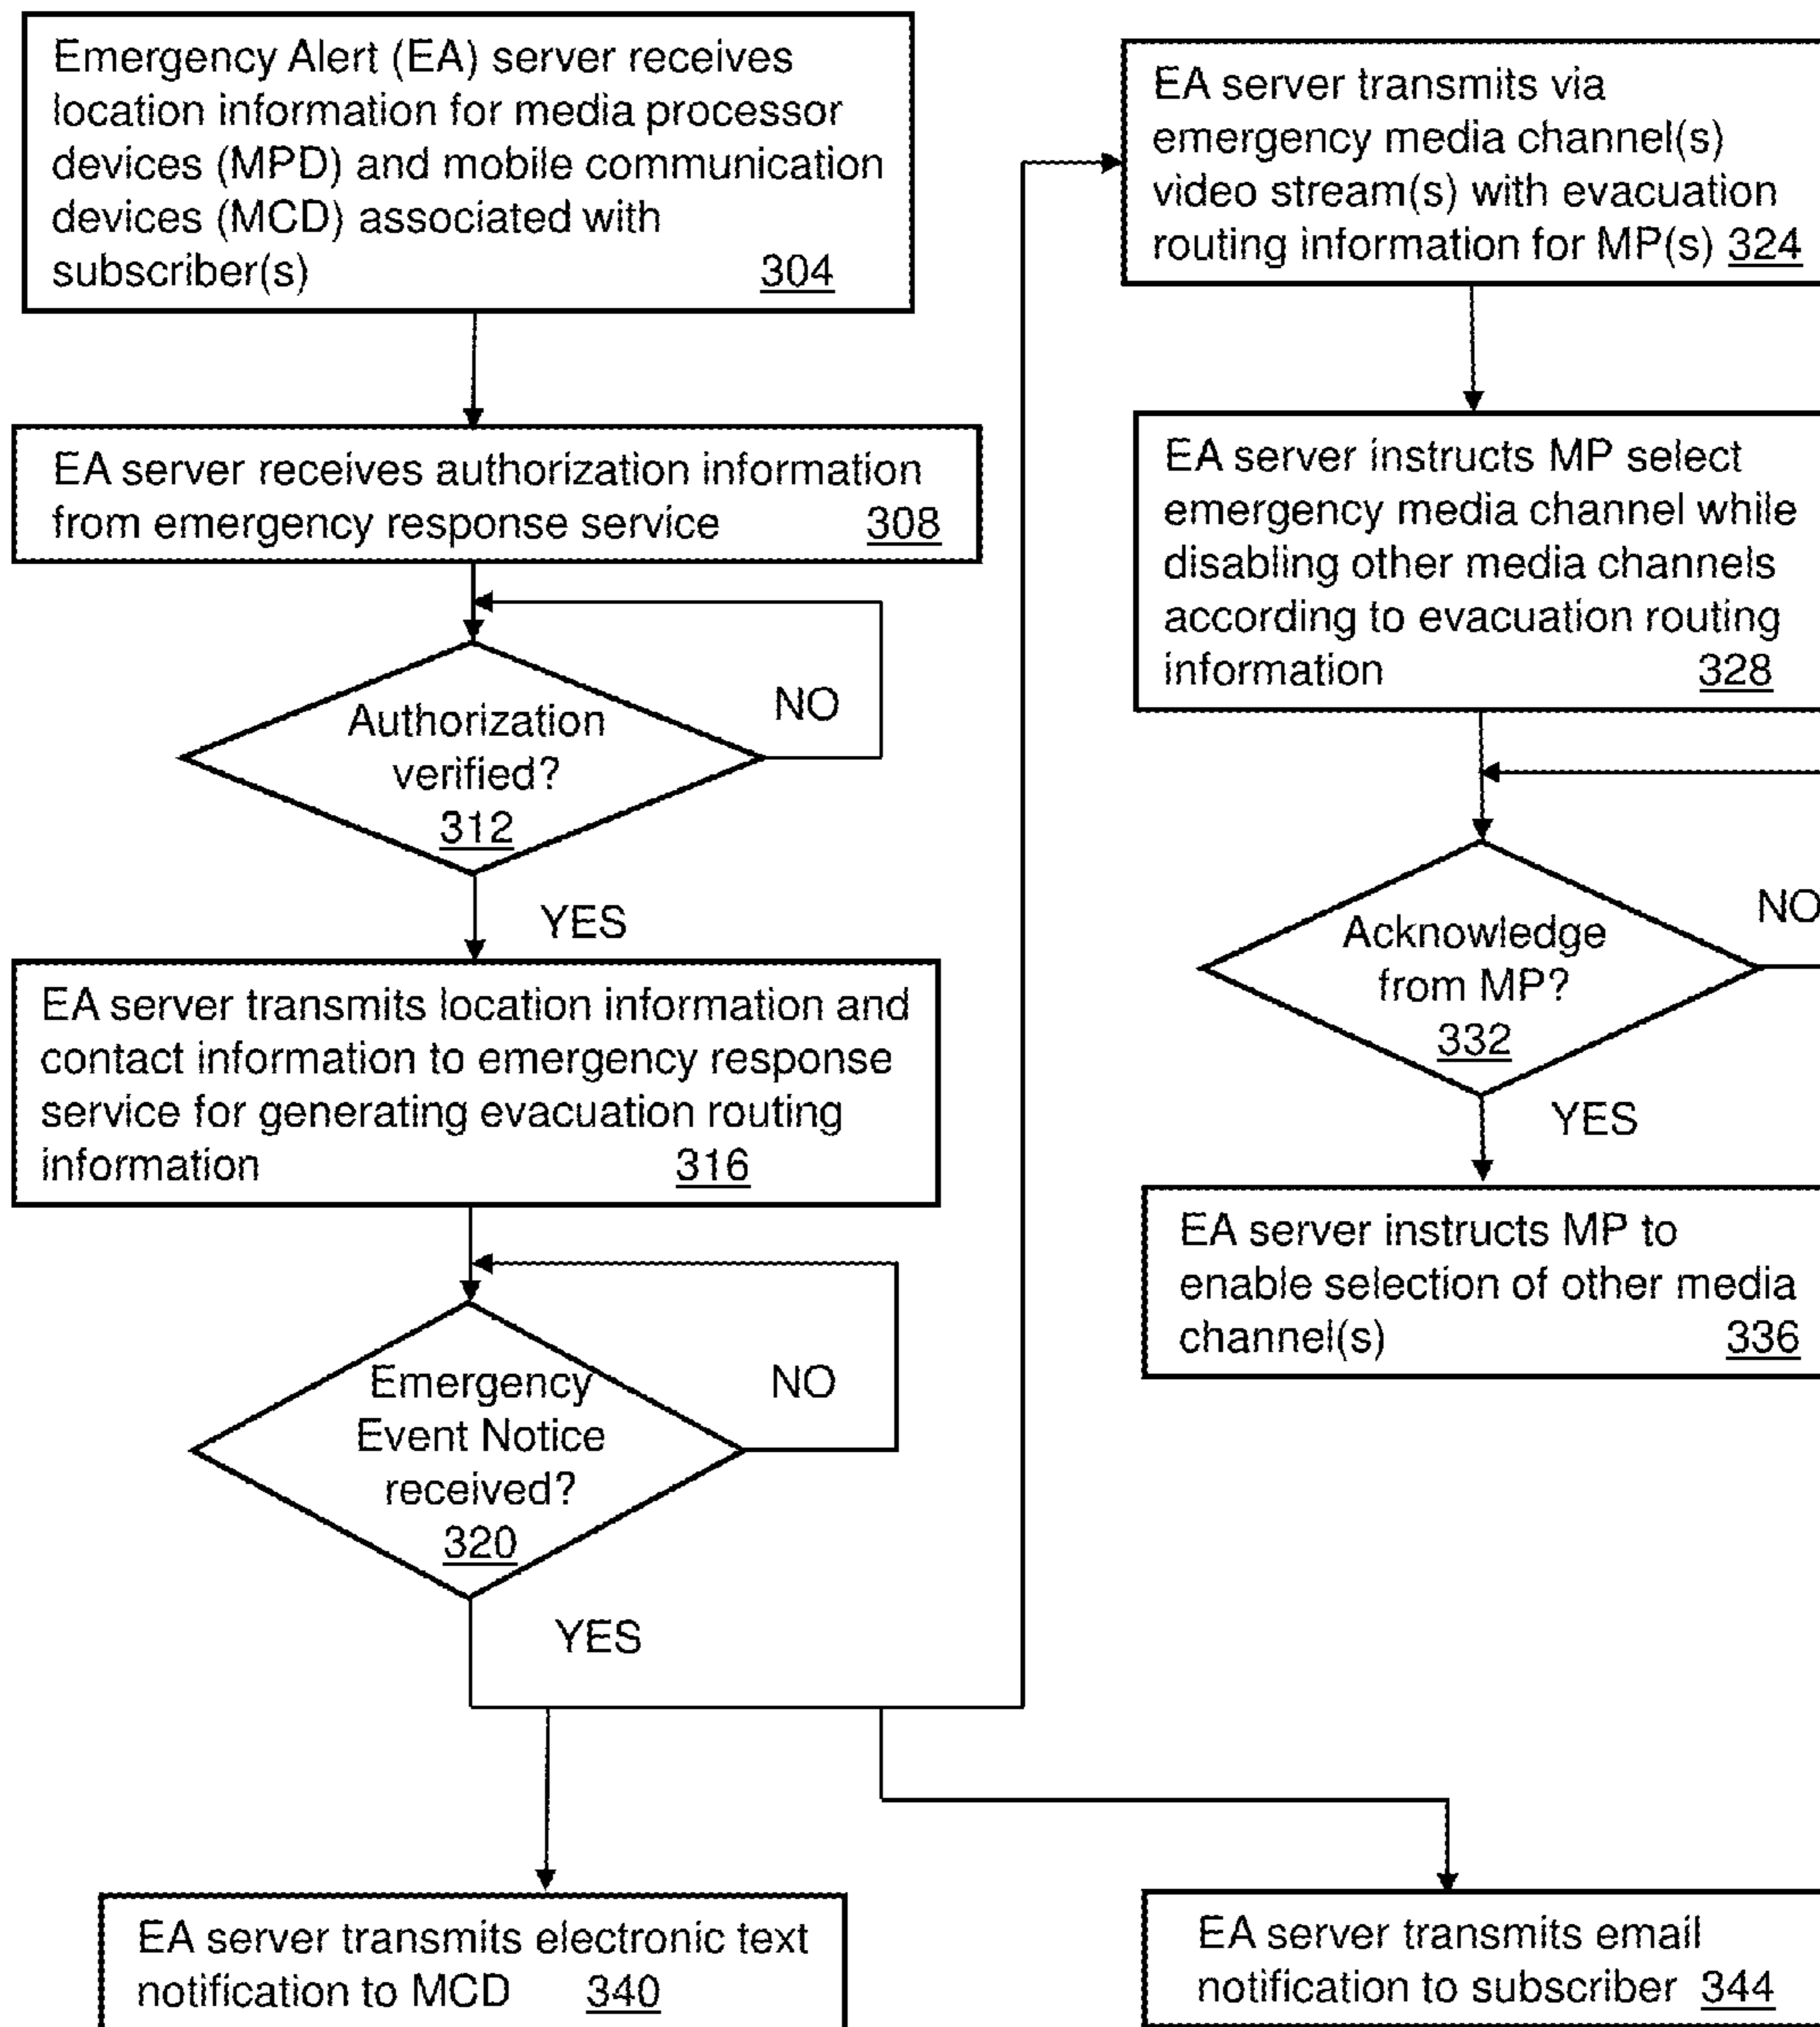 Emergency Alert (EA) server receives
location information for media processor
devices (MPD) and mobile communication
devices (MCD) associated with
subscriber(s) 304
EA server receives authorization information
from emergency response service 308
NO
Authorization
verified?
312
YES
EA server transmits location information and
contact information to emergency response
service for generating evacuation routing
information 316
NO
Emergency
Event Notice
received?
320
YES
EA server transmits via
emergency media channel(s)
video stream(s) with evacuation
routing information for MP(s) 324
EA server instructs MP select
emergency media channel while
disabling other media channels
according to evacuation routing
information 328
NO
Acknowledge
from MP?
332
YES
EA server instructs MP to
enable selection of other media
channel(s) 336
EA server transmits electronic text
notification to MCD 340
EA server transmits email
notification to subscriber 344